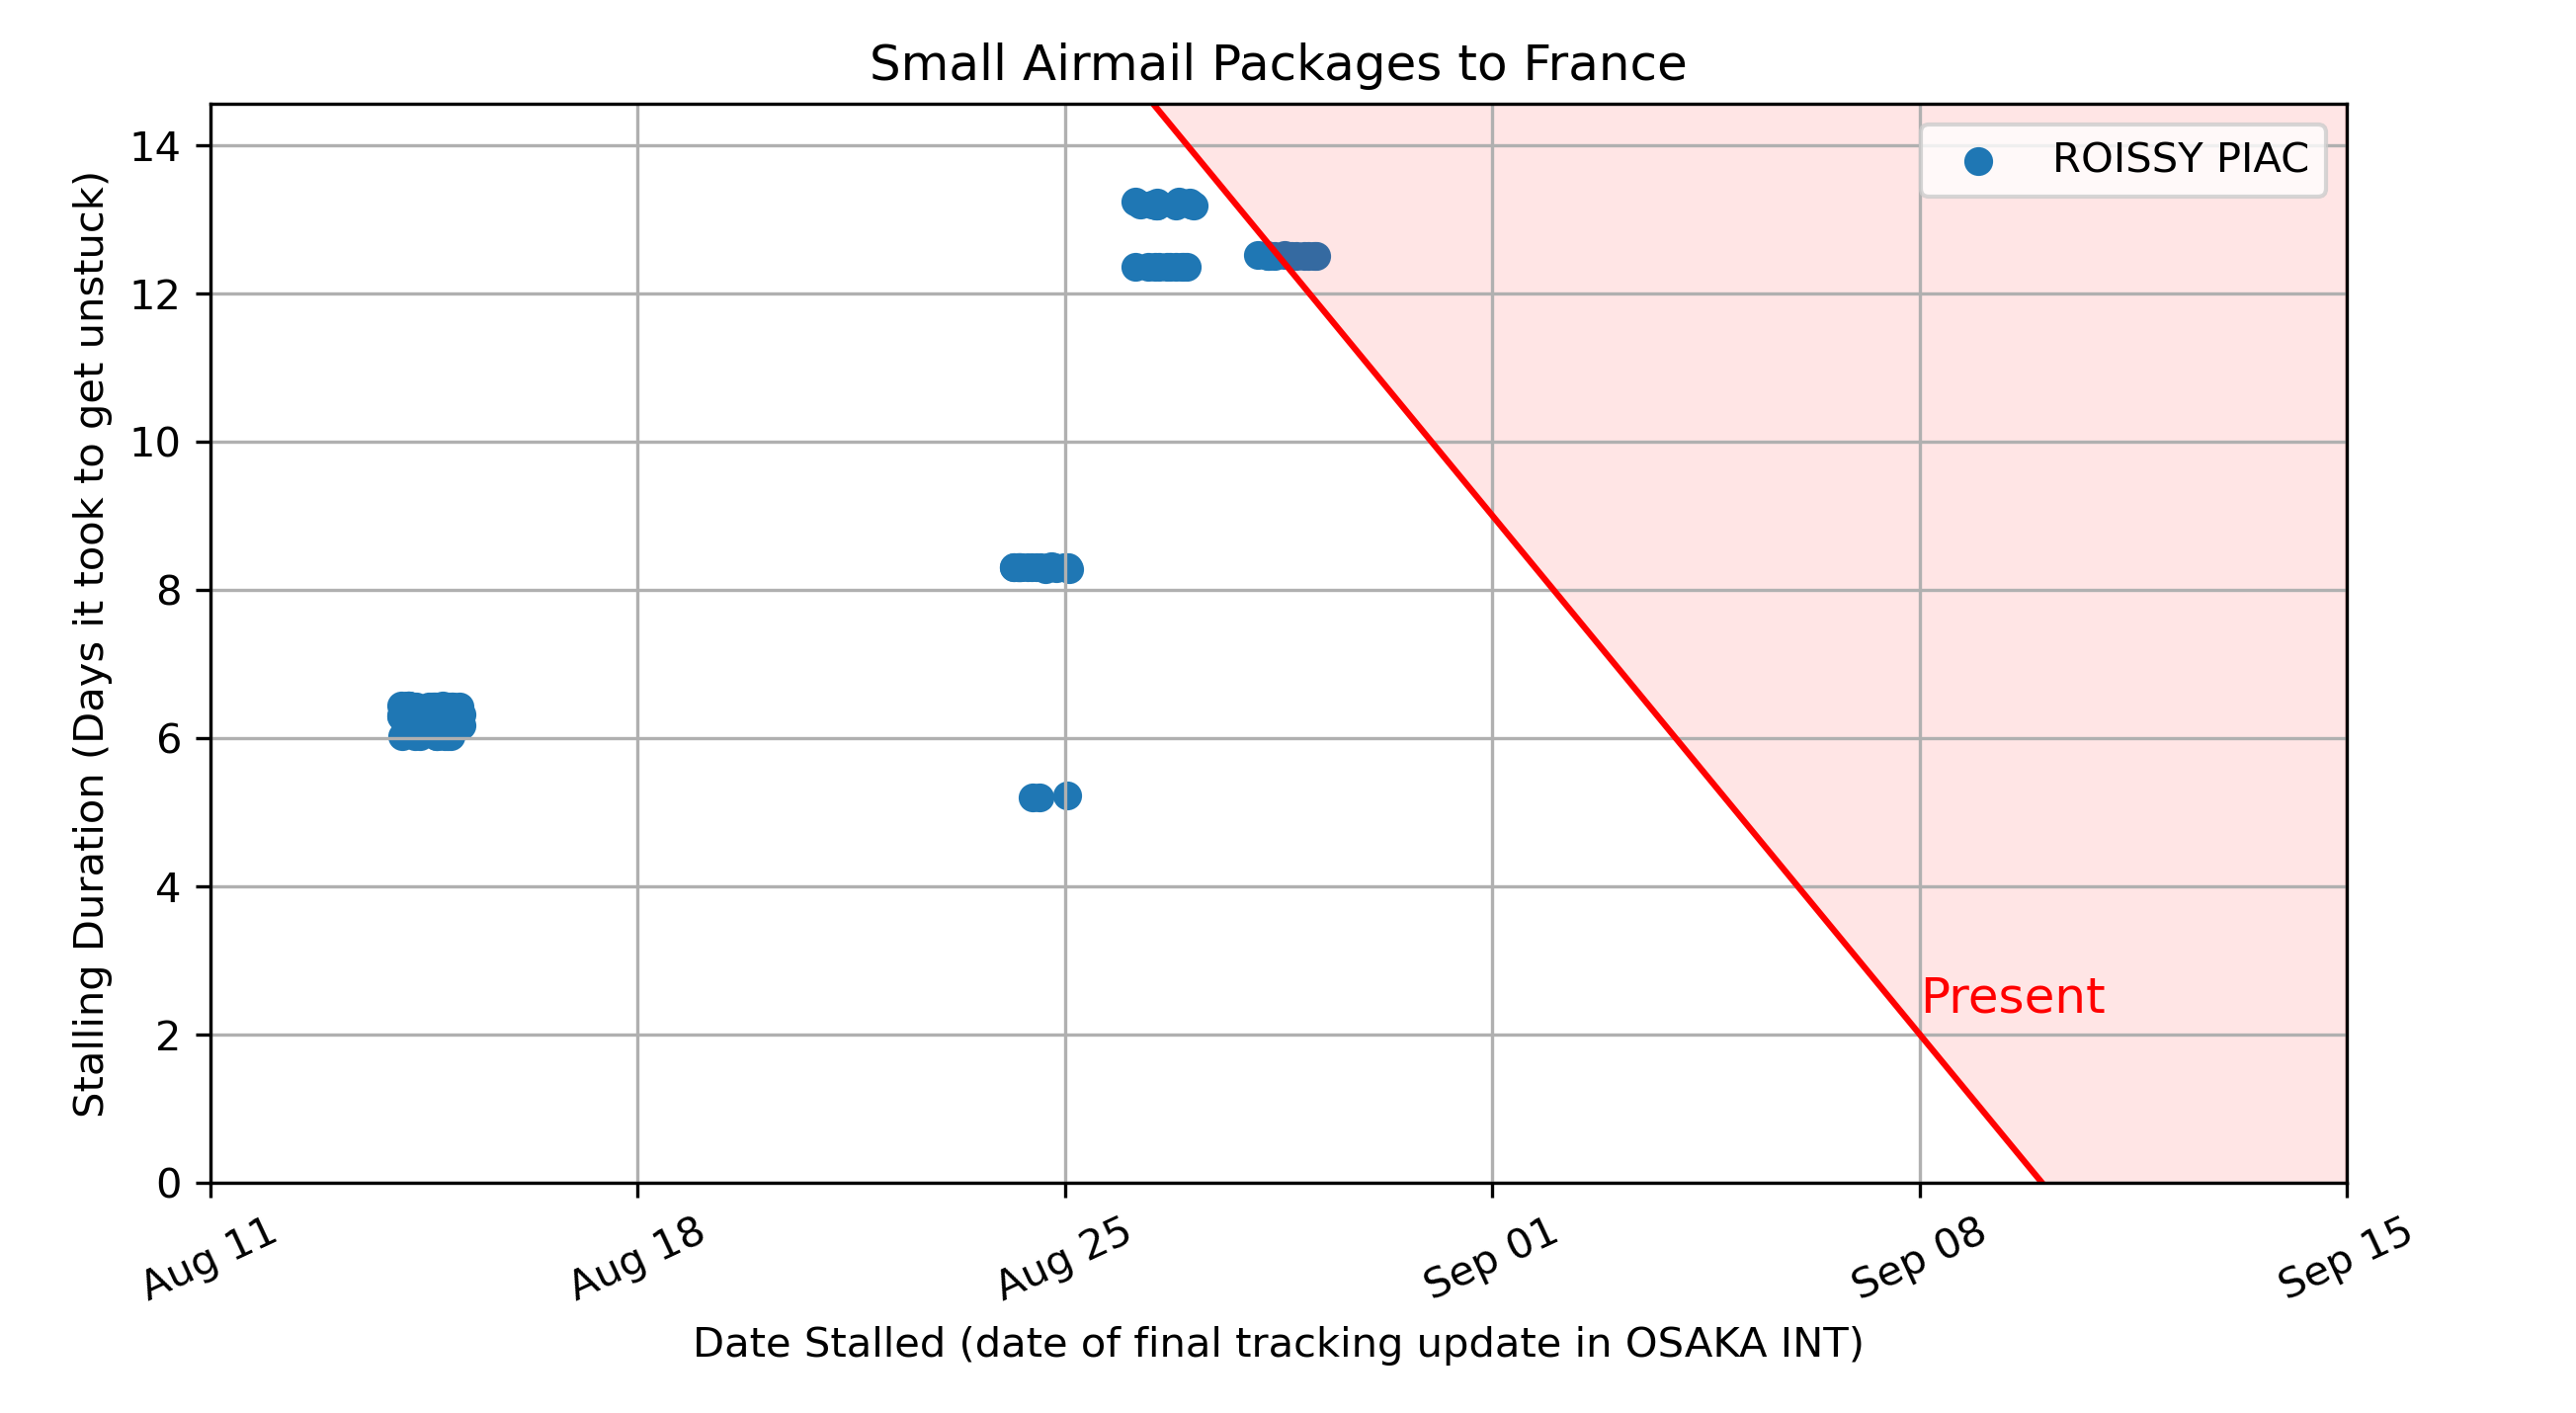 Small Airmail Packages to France
ROISSY PIAC
Stalling Duration (Days it took to get unstuck)
14
12
10
8
6
4
2
0
Present
Aug 11
Aug 18
Aug 25
Sep 01
Sep 08
Sep 15
Date Stalled (date of final tracking update in OSAKA INT)